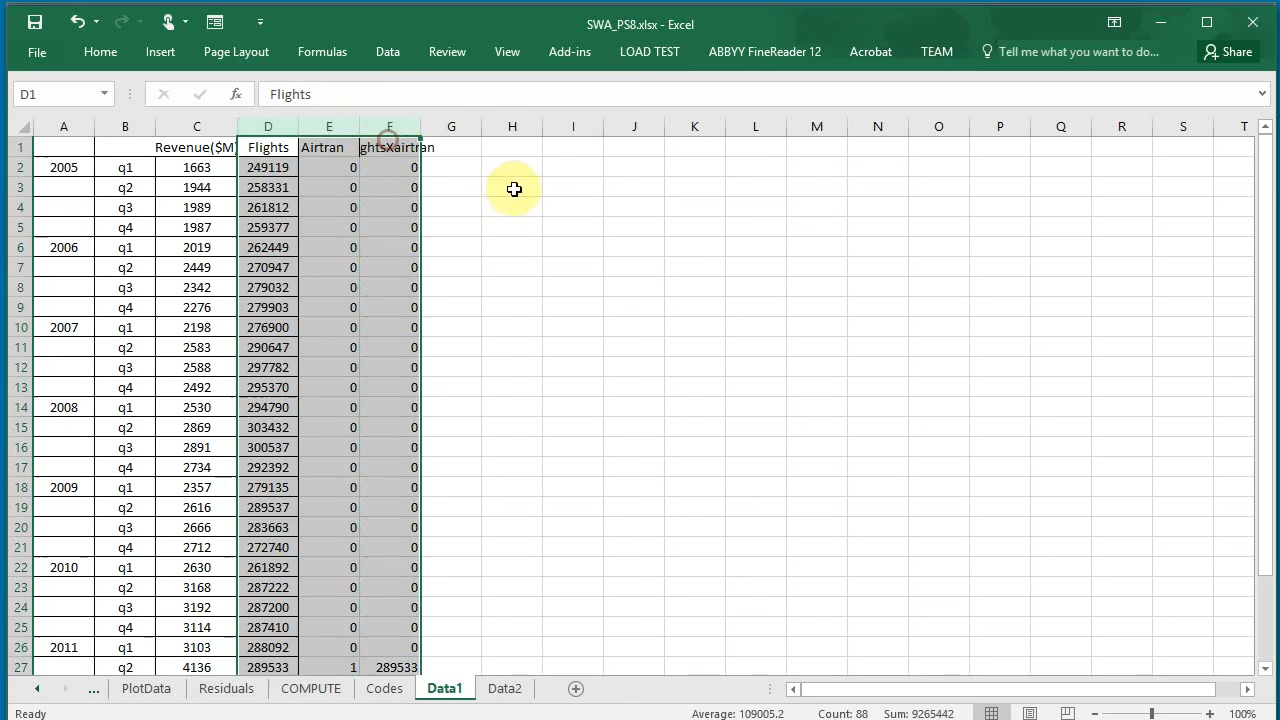 SWA_PS8.xlsx - Excel
File Home Insert Page Layout Formulas Data Review View Add-ins LOAD TEST ABBYY FineReader 12 Acrobat TEAM Tell me what you want to do... Share
D1 fx Flights
A B C D E F G H I J K L M N O P Q R S T
1 Revenue($M) Flights Airtran ghtsXairtran
2 2005 q1 1663 249119 0 0
3 q2 1944 258331 0 0
4 q3 1989 261812 0 0
5 q4 1987 259377 0 0
6 2006 q1 2019 262449 0 0
7 q2 2449 270947 0 0
8 q3 2342 279032 0 0
9 q4 2276 279903 0 0
10 2007 q1 2198 276900 0 0
11 q2 2583 290647 0 0
12 q3 2588 297782 0 0
13 q4 2492 295370 0 0
14 2008 q1 2530 294790 0 0
15 q2 2869 303432 0 0
16 q3 2891 300537 0 0
17 q4 2734 292392 0 0
18 2009 q1 2357 279135 0 0
19 q2 2616 289537 0 0
20 q3 2666 283663 0 0
21 q4 2712 272740 0 0
22 2010 q1 2630 261892 0 0
23 q2 3168 287222 0 0
24 q3 3192 287200 0 0
25 q4 3114 287410 0 0
26 2011 q1 3103 288092 0 0
27 q2 4136 289533 1 289533
... PlotData Residuals COMPUTE Codes Data1 Data2
Ready Average: 109005.2 Count: 88 Sum: 9265442 100%